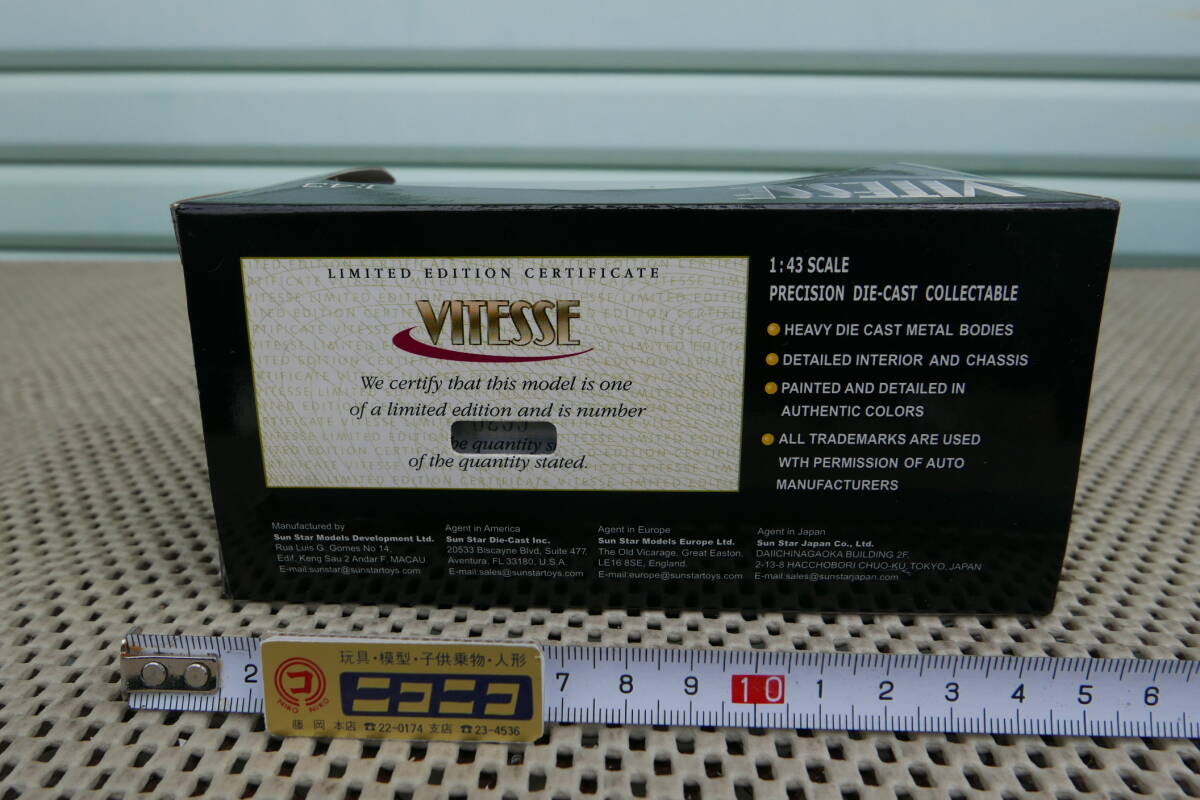 1:43
VITESSE
LIMITED EDITION CERTIFICATE
VITESSE
We certify that this model is one
of a limited edition and is number
be quantity s
of the quantity stated.
1:43 SCALE
PRECISION DIE-CAST COLLECTABLE
HEAVY DIE CAST METAL BODIES
DETAILED INTERIOR AND CHASSIS
PAINTED AND DETAILED IN
AUTHENTIC COLORS
ALL TRADEMARKS ARE USED
WTH PERMISSION OF AUTO
MANUFACTURERS
Manufactured by
Sun Star Models Development Ltd.
Rua Luis G. Gomes No 14,
Edif. Keng Sau 2 Andar F. MACAU.
E-mail:sunstar@sunstartoys.com
Agent in America
Sun Star Die-Cast Inc.
20533 Biscayne Blvd, Suite 477,
Aventura, FL 33180, U.S.A.
E-mail:sales@sunstartoys.com
Agent in Europe
Sun Star Models Europe Ltd.
The Old Vicarage, Great Easton,
LE16 8SE, England.
E-mail:europe@sunstartoys.com
Agent in Japan
Sun Star Japan Co., Ltd.
DAIICHINAGAOKA BUILDING 2F,
2-13-8 HACCHOBORI CHUO-KU,TOKYO, JAPAN
E-mail:sales@sunstarjapan.com
2 7 8 9 10 1 2 3 4 5 6
玩具・模型・子供乗物・人形
コ
NIKO NIKO
ニコニコ
藤岡 本店 ☎22-0174 支店 ☎23-4536